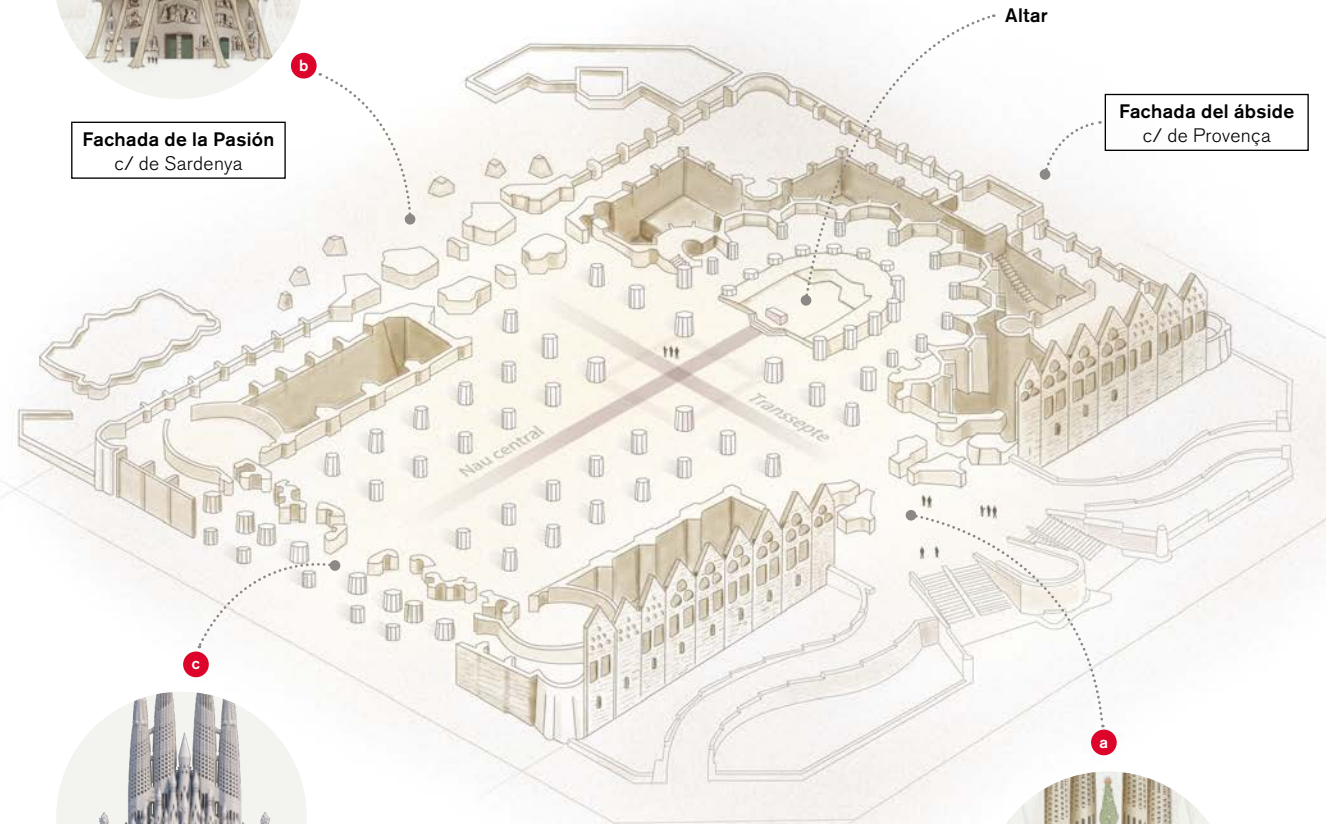 Altar
b
Fachada de la Pasión
c/ de Sardenya
Fachada del ábside
c/ de Provença
Nau central
Transsepte
c
a